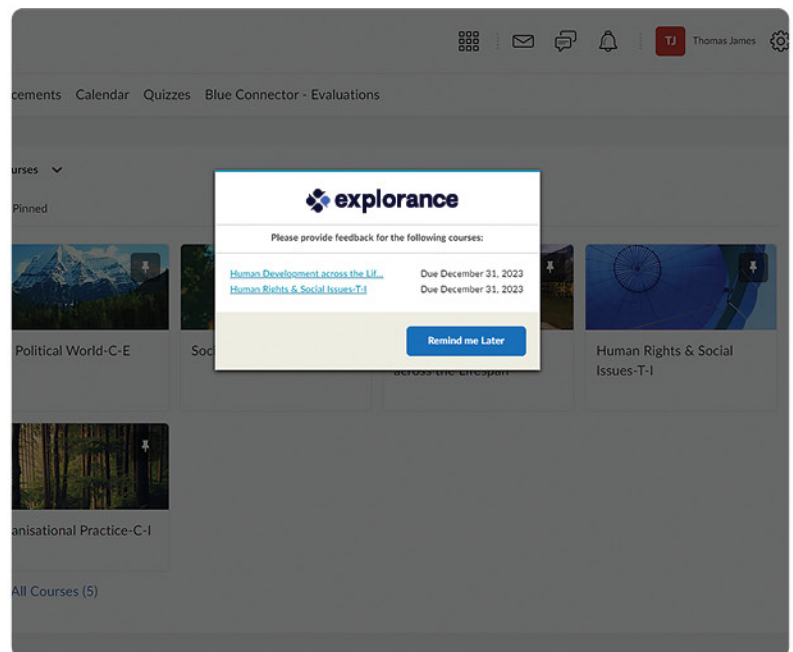 TJ Thomas James
cements Calendar Quizzes Blue Connector - Evaluations
urses
Pinned
explorance
Please provide feedback for the following courses:
Human Development across the Lif... Due December 31, 2023
Human Rights & Social Issues-T-I Due December 31, 2023
Remind me Later
Political World-C-E
Soc
across the Lifespan
Human Rights & Social
Issues-T-I
anisational Practice-C-I
All Courses (5)